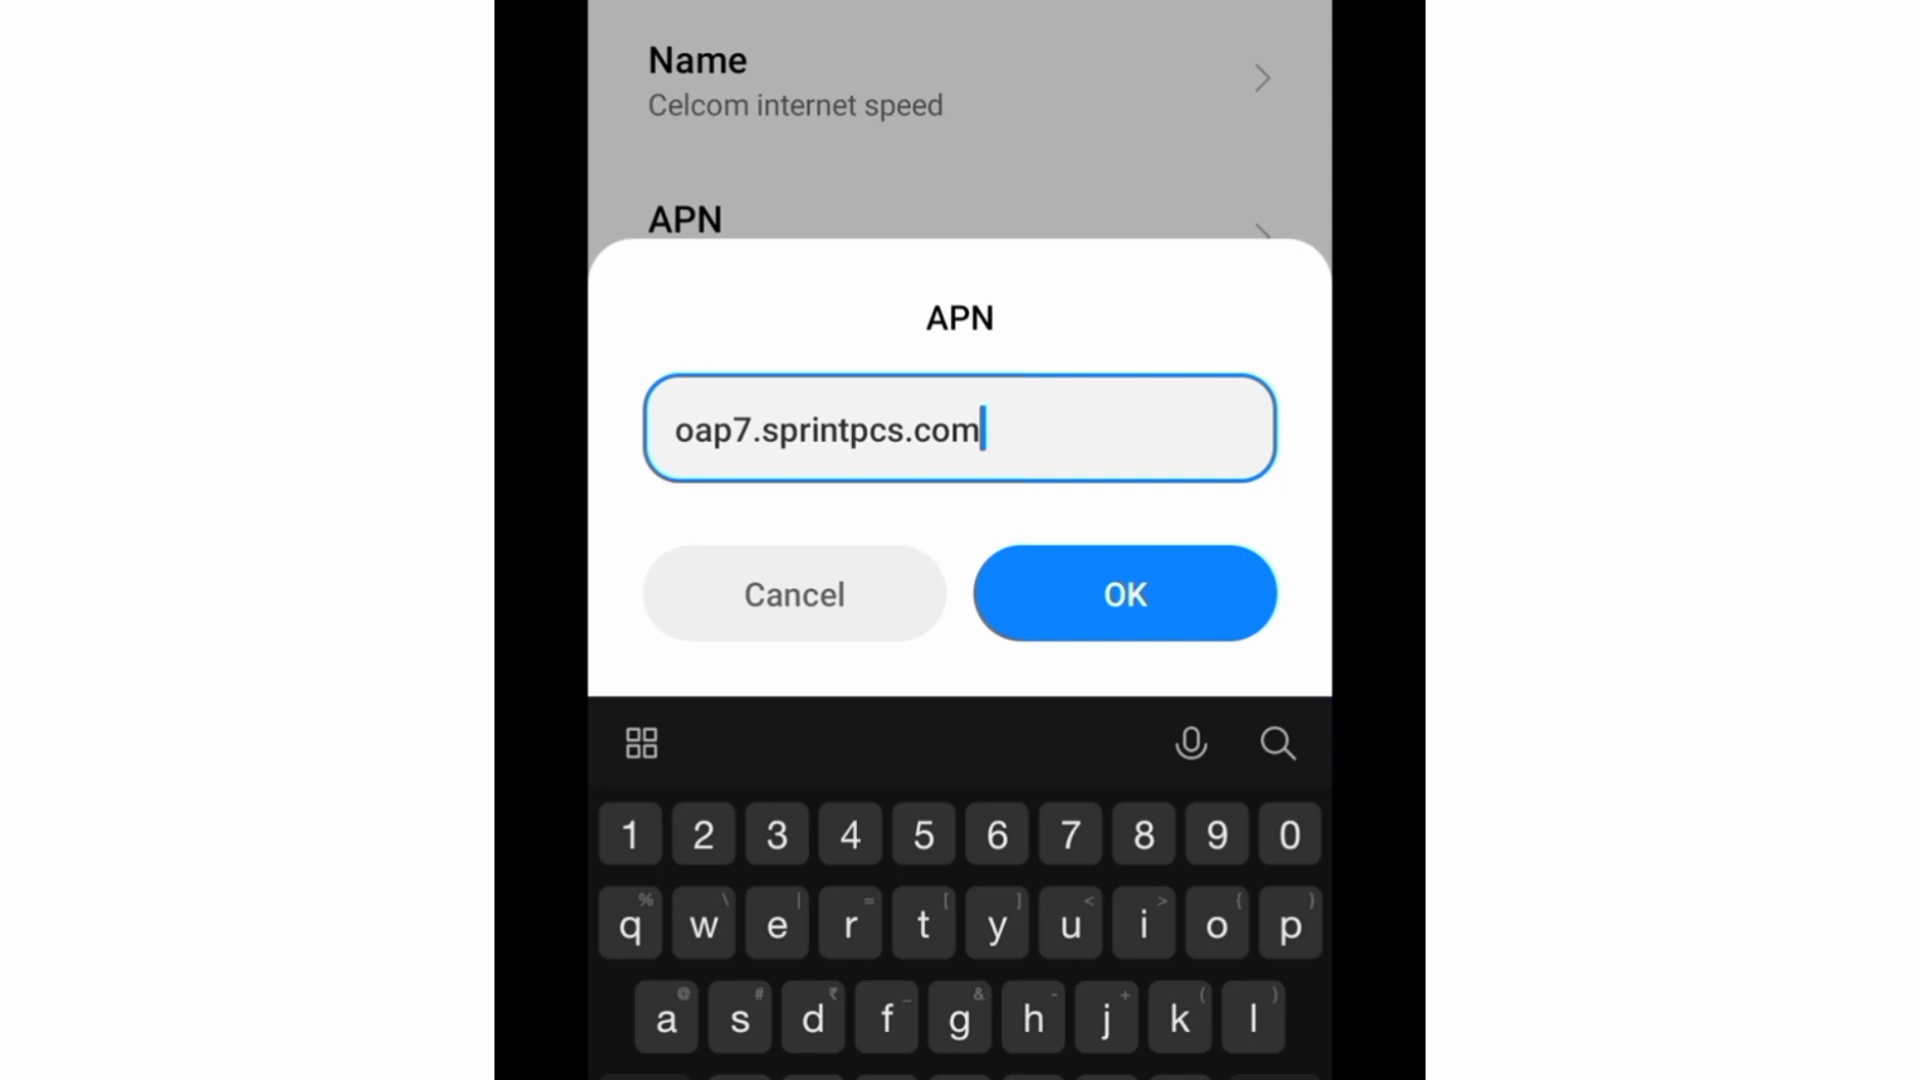 Name
Celcom internet speed
APN
APN
oap7.sprintpcs.com
Cancel OK
1 2 3 4 5 6 7 8 9 0
% \ | = [ ] < > { }
q w e r t y u i o p
@ # ₹ _ & - + ( )
a s d f g h j k l